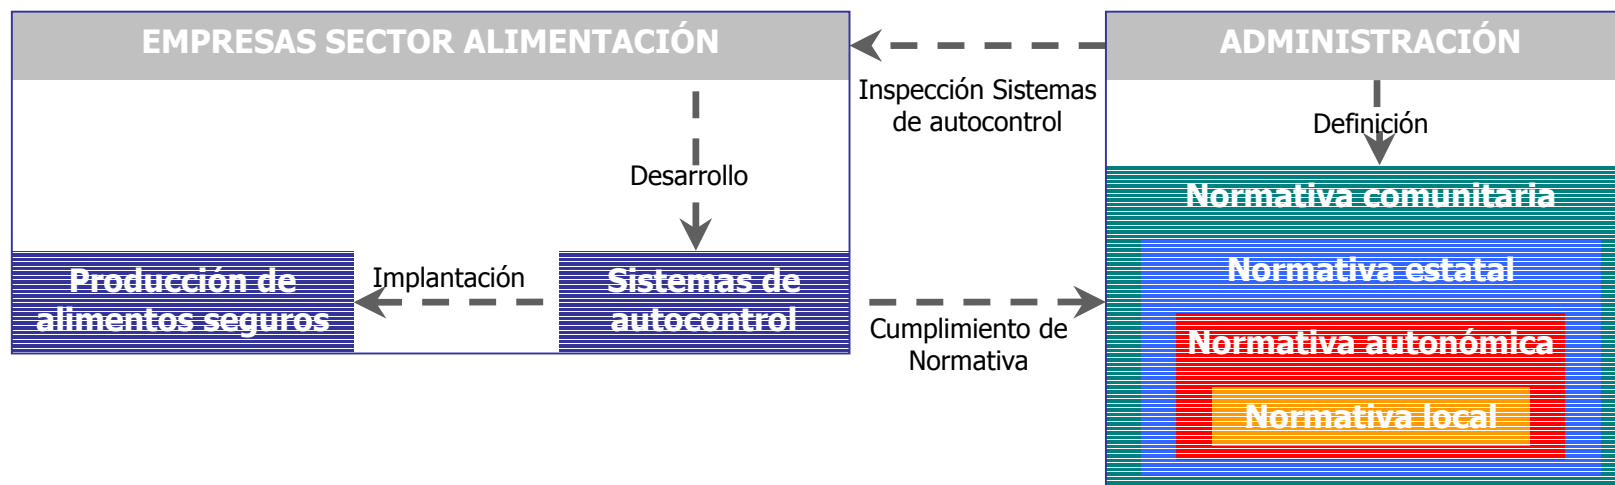 EMPRESAS SECTOR ALIMENTACIÓN
ADMINISTRACIÓN
Inspección Sistemas
de autocontrol
Definición
Desarrollo
Normativa comunitaria
Normativa estatal
Normativa autonómica
Normativa local
Producción de
alimentos seguros
Implantación
Sistemas de
autocontrol
Cumplimiento de
Normativa